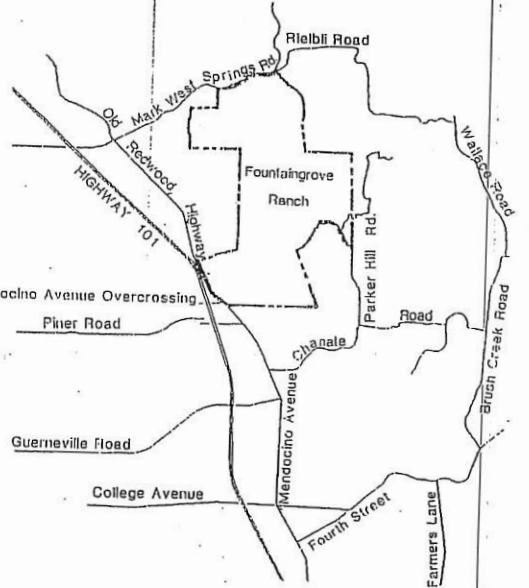 Rielbli Road
Mark West Springs Rd.
Old Redwood Highway
HIGHWAY 101
Wallace Road
Fountaingrove
Ranch
Parker Hill Rd.
ocino Avenue Overcrossing
Piner Road
Chanate Road
Brush Creek Road
Mendocino Avenue
Guerneville Road
College Avenue
Fourth Street
Farmers Lane